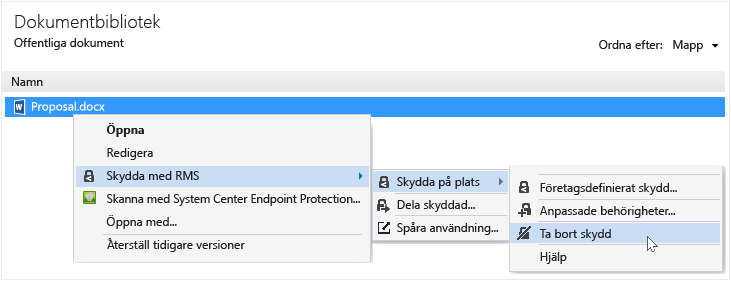 Dokumentbibliotek
Offentliga dokument
Ordna efter: Mapp
Namn
Proposal.docx
Öppna
Redigera
Skydda med RMS
Skanna med System Center Endpoint Protection...
Öppna med...
Återställ tidigare versioner
Skydda på plats
Dela skyddad...
Spåra användning...
Företagsdefinierat skydd...
Anpassade behörigheter...
Ta bort skydd
Hjälp